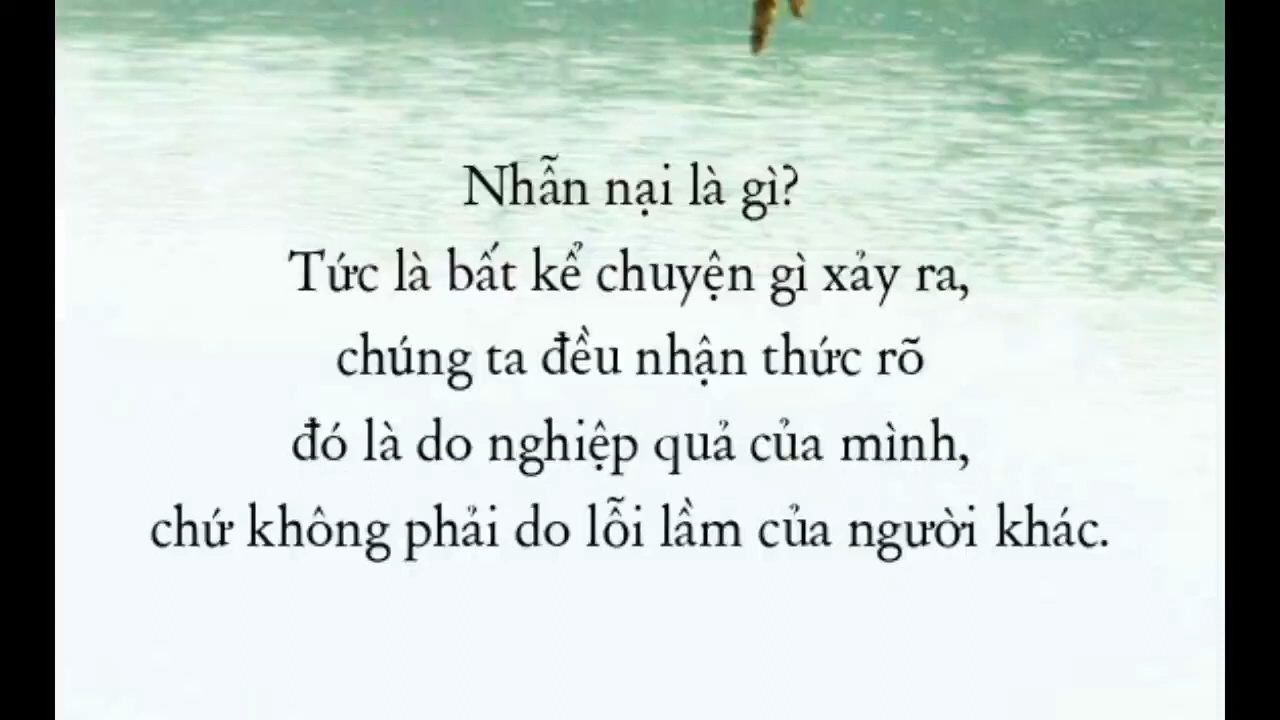 Nhẫn nại là gì?
Tức là bất kể chuyện gì xảy ra,
chúng ta đều nhận thức rõ
đó là do nghiệp quả của mình,
chứ không phải do lỗi lầm của người khác.